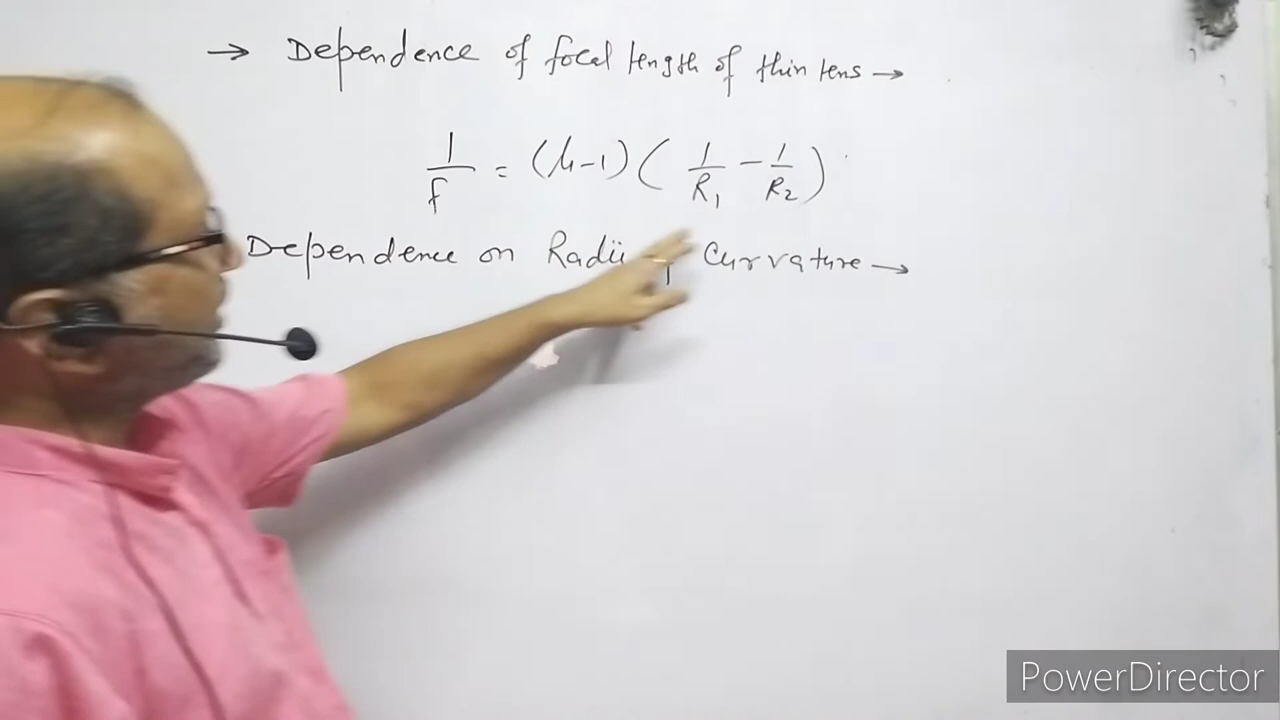 → Dependence of focal length of thin lens →
1/f = (μ-1) ( 1/R₁ - 1/R₂ )
Dependence on Radii Curvature →
PowerDirector